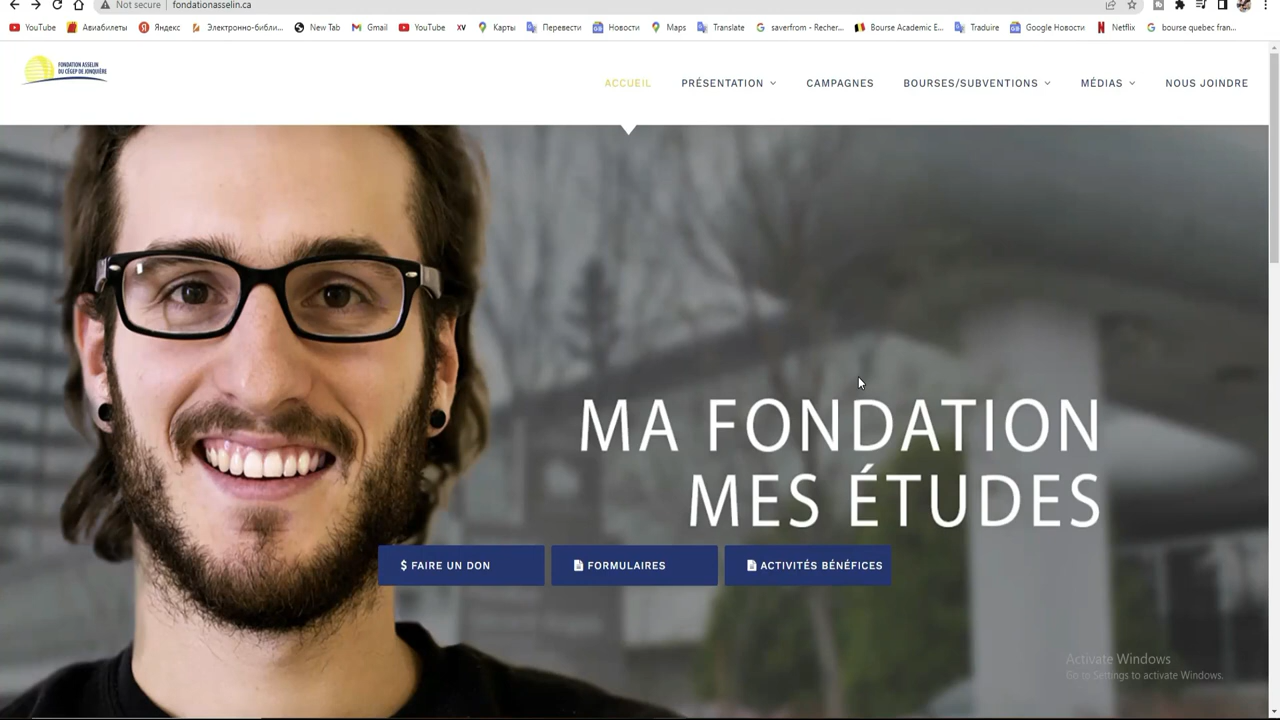 Not secure | fondationasselin.ca
YouTube Авиабилеты Яндекс Электронно-библи... New Tab Gmail YouTube XV Карты Перевести Новости Maps Translate saverfrom - Recher... Bourse Academic E... Traduire Google Новости Netflix bourse quebec fran...
FONDATION ASSELIN
DU CÉGEP DE JONQUIÈRE
ACCUEIL PRÉSENTATION CAMPAGNES BOURSES/SUBVENTIONS MÉDIAS NOUS JOINDRE
MA FONDATION
MES ÉTUDES
$ FAIRE UN DON FORMULAIRES ACTIVITÉS BÉNÉFICES
Activate Windows
Go to Settings to activate Windows.